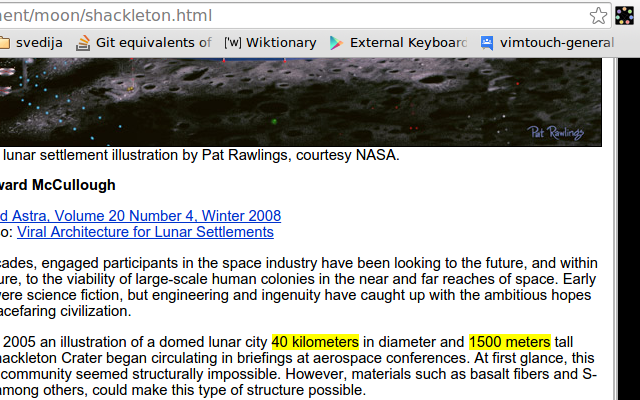 ent/moon/shackleton.html
svedija Git equivalents of ['w] Wiktionary External Keyboard vimtouch-general
Pat Rawlings
lunar settlement illustration by Pat Rawlings, courtesy NASA.
ward McCullough
d Astra, Volume 20 Number 4, Winter 2008
o: Viral Architecture for Lunar Settlements
cades, engaged participants in the space industry have been looking to the future, and within
ure, to the viability of large-scale human colonies in the near and far reaches of space. Early
were science fiction, but engineering and ingenuity have caught up with the ambitious hopes
acefaring civilization.
2005 an illustration of a domed lunar city 40 kilometers in diameter and 1500 meters tall
hackleton Crater began circulating in briefings at aerospace conferences. At first glance, this
community seemed structurally impossible. However, materials such as basalt fibers and S-
among others, could make this type of structure possible.